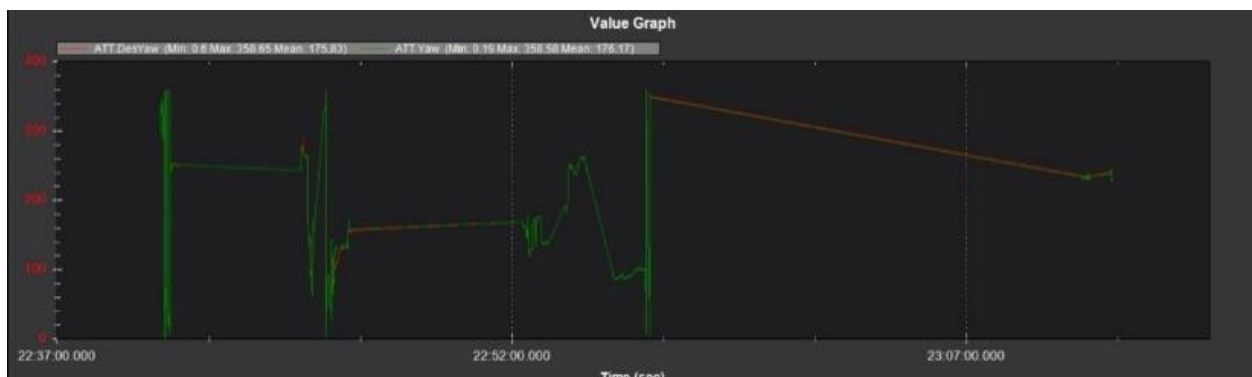 Value Graph
ATT.DesYaw (Min: 0.6 Max: 358.65 Mean: 175.83) ATT.Yaw (Min: 0.19 Max: 358.58 Mean: 176.17)
400
300
200
100
0
22:37:00.000 22:52:00.000 23:07:00.000
Time (sec)